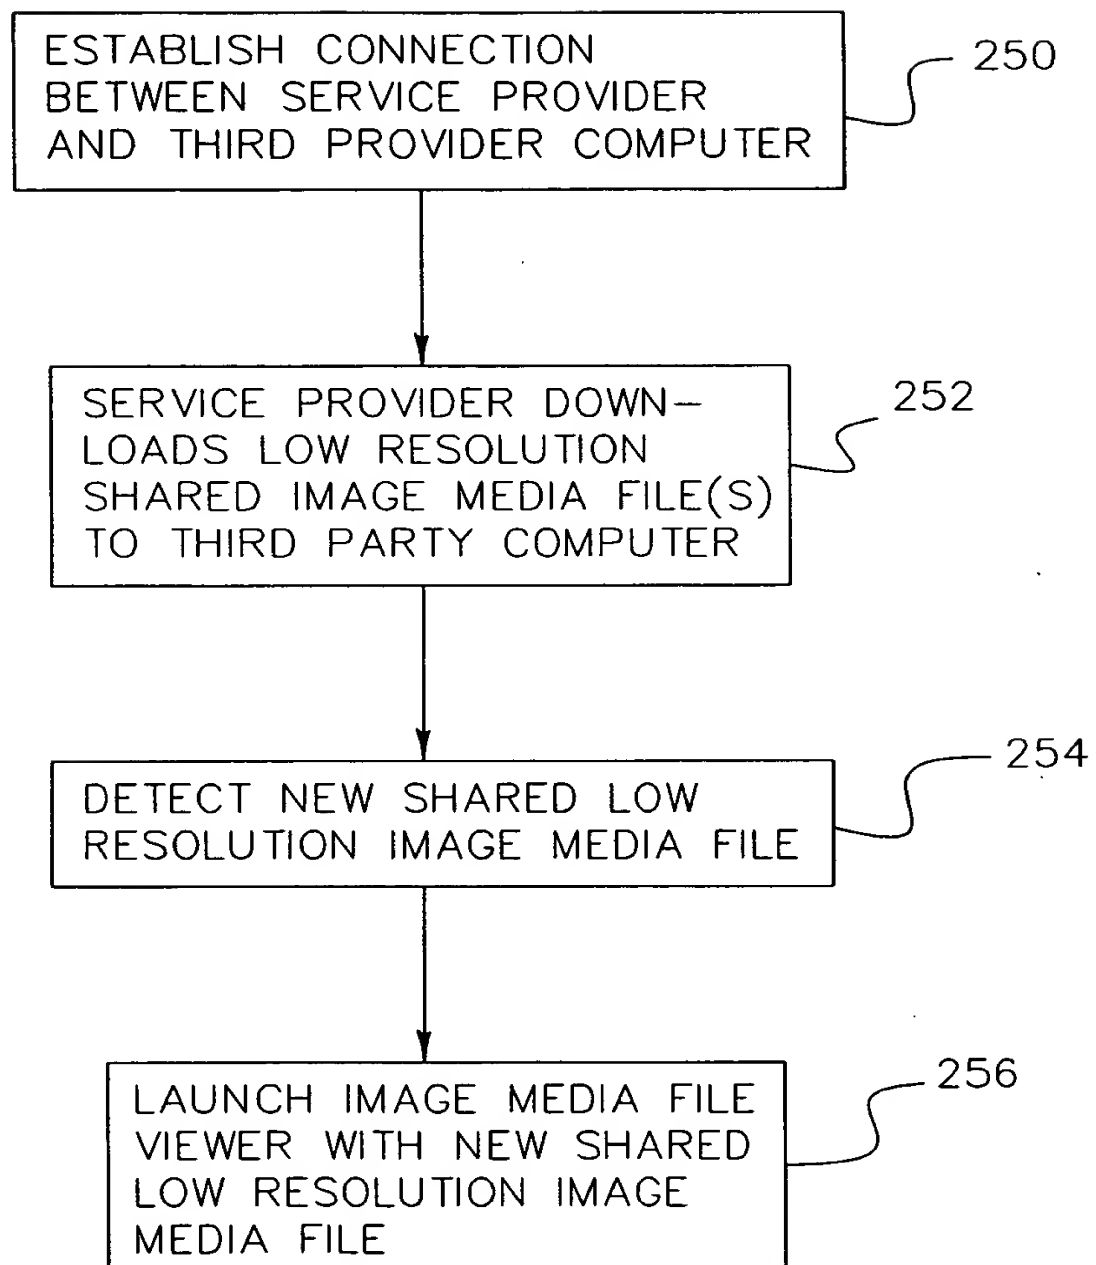 ESTABLISH CONNECTION
BETWEEN SERVICE PROVIDER
AND THIRD PROVIDER COMPUTER
250
SERVICE PROVIDER DOWN-
LOADS LOW RESOLUTION
SHARED IMAGE MEDIA FILE(S)
TO THIRD PARTY COMPUTER
252
DETECT NEW SHARED LOW
RESOLUTION IMAGE MEDIA FILE
254
LAUNCH IMAGE MEDIA FILE
VIEWER WITH NEW SHARED
LOW RESOLUTION IMAGE
MEDIA FILE
256